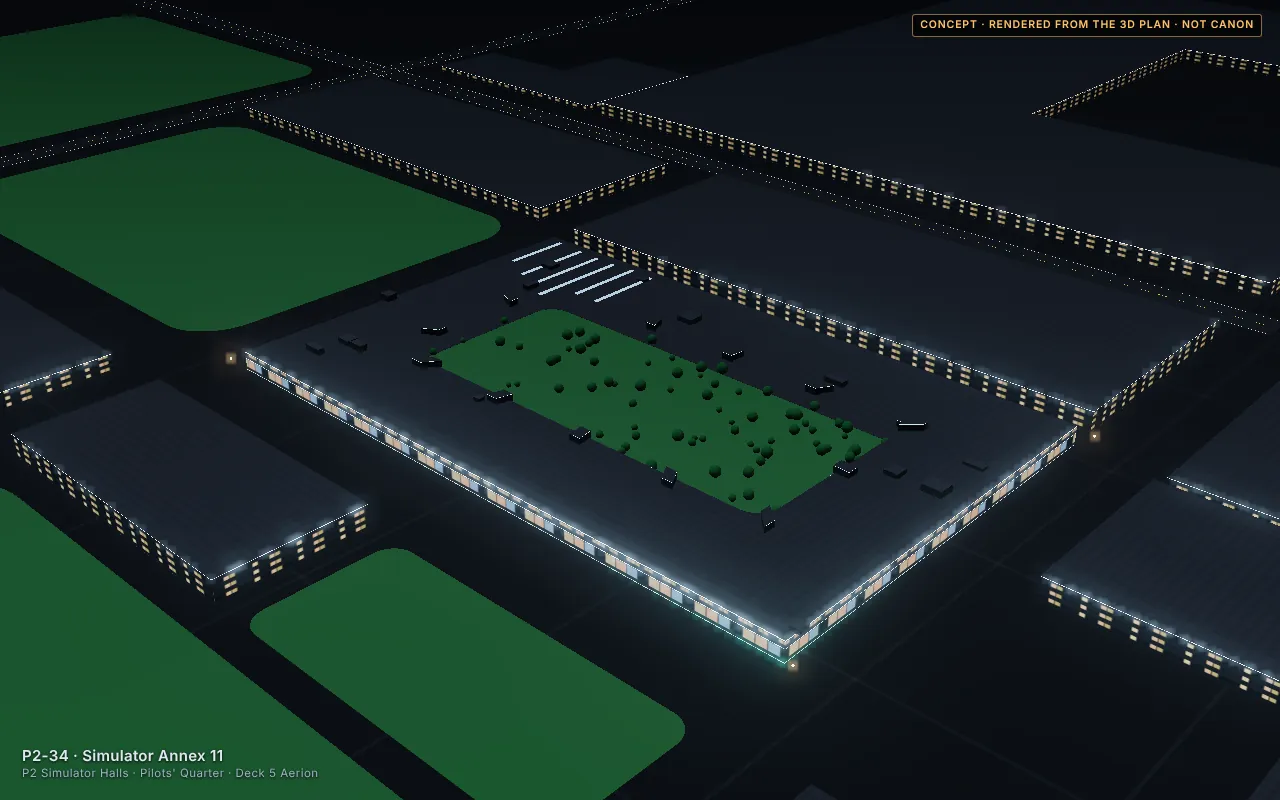 CONCEPT · RENDERED FROM THE 3D PLAN · NOT CANON
P2-34 · Simulator Annex 11
P2 Simulator Halls · Pilots' Quarter · Deck 5 Aerion